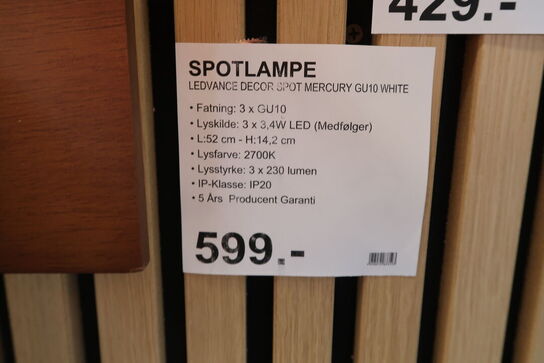 429.-
SPOTLAMPE
LEDVANCE DECOR SPOT MERCURY GU10 WHITE
• Fatning: 3 x GU10
• Lyskilde: 3 x 3,4W LED (Medfølger)
• L:52 cm - H:14,2 cm
• Lysfarve: 2700K
• Lysstyrke: 3 x 230 lumen
• IP-Klasse: IP20
• 5 Års Producent Garanti
599.-